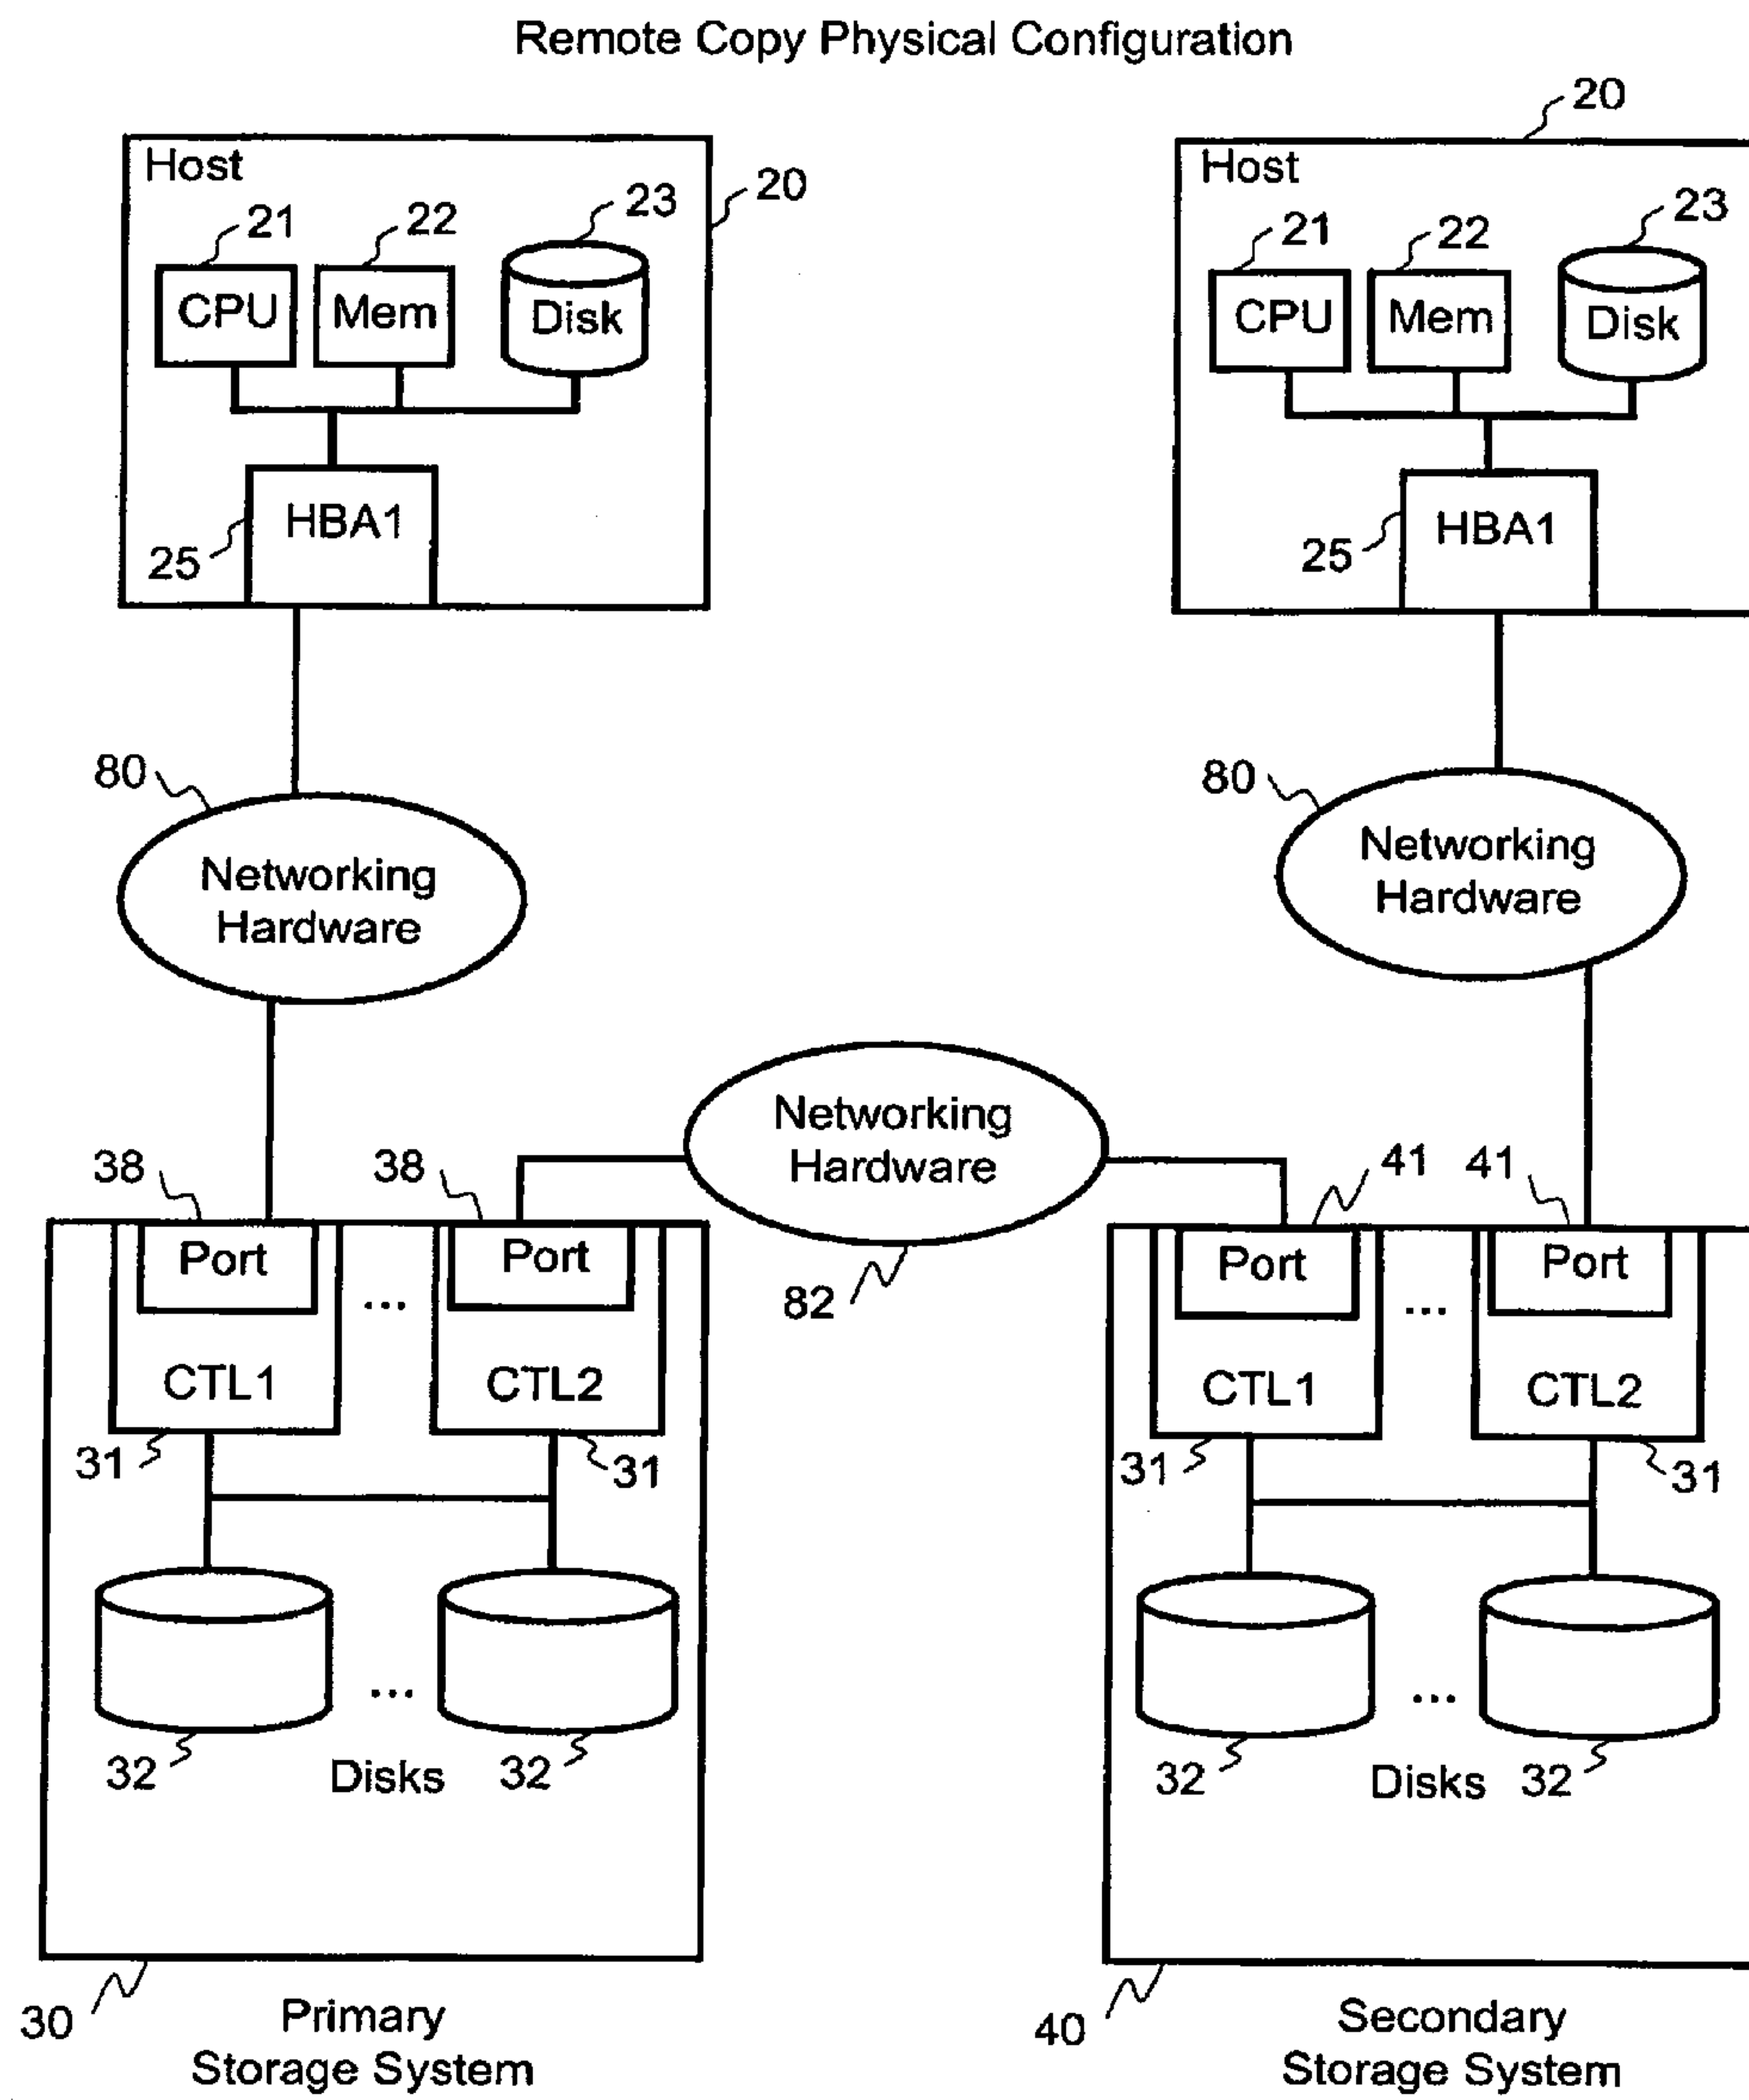 Remote Copy Physical Configuration
20
Host
21
22
23
20
CPU
Mem
Disk
HBA1
25
Host
21
22
23
CPU
Mem
Disk
HBA1
25
80
Networking
Hardware
80
Networking
Hardware
Networking
Hardware
82
38
38
Port
Port
...
CTL1
CTL2
31
31
...
32
Disks
32
30
Primary
Storage System
41
41
Port
Port
...
CTL1
CTL2
31
31
...
32
Disks
32
40
Secondary
Storage System